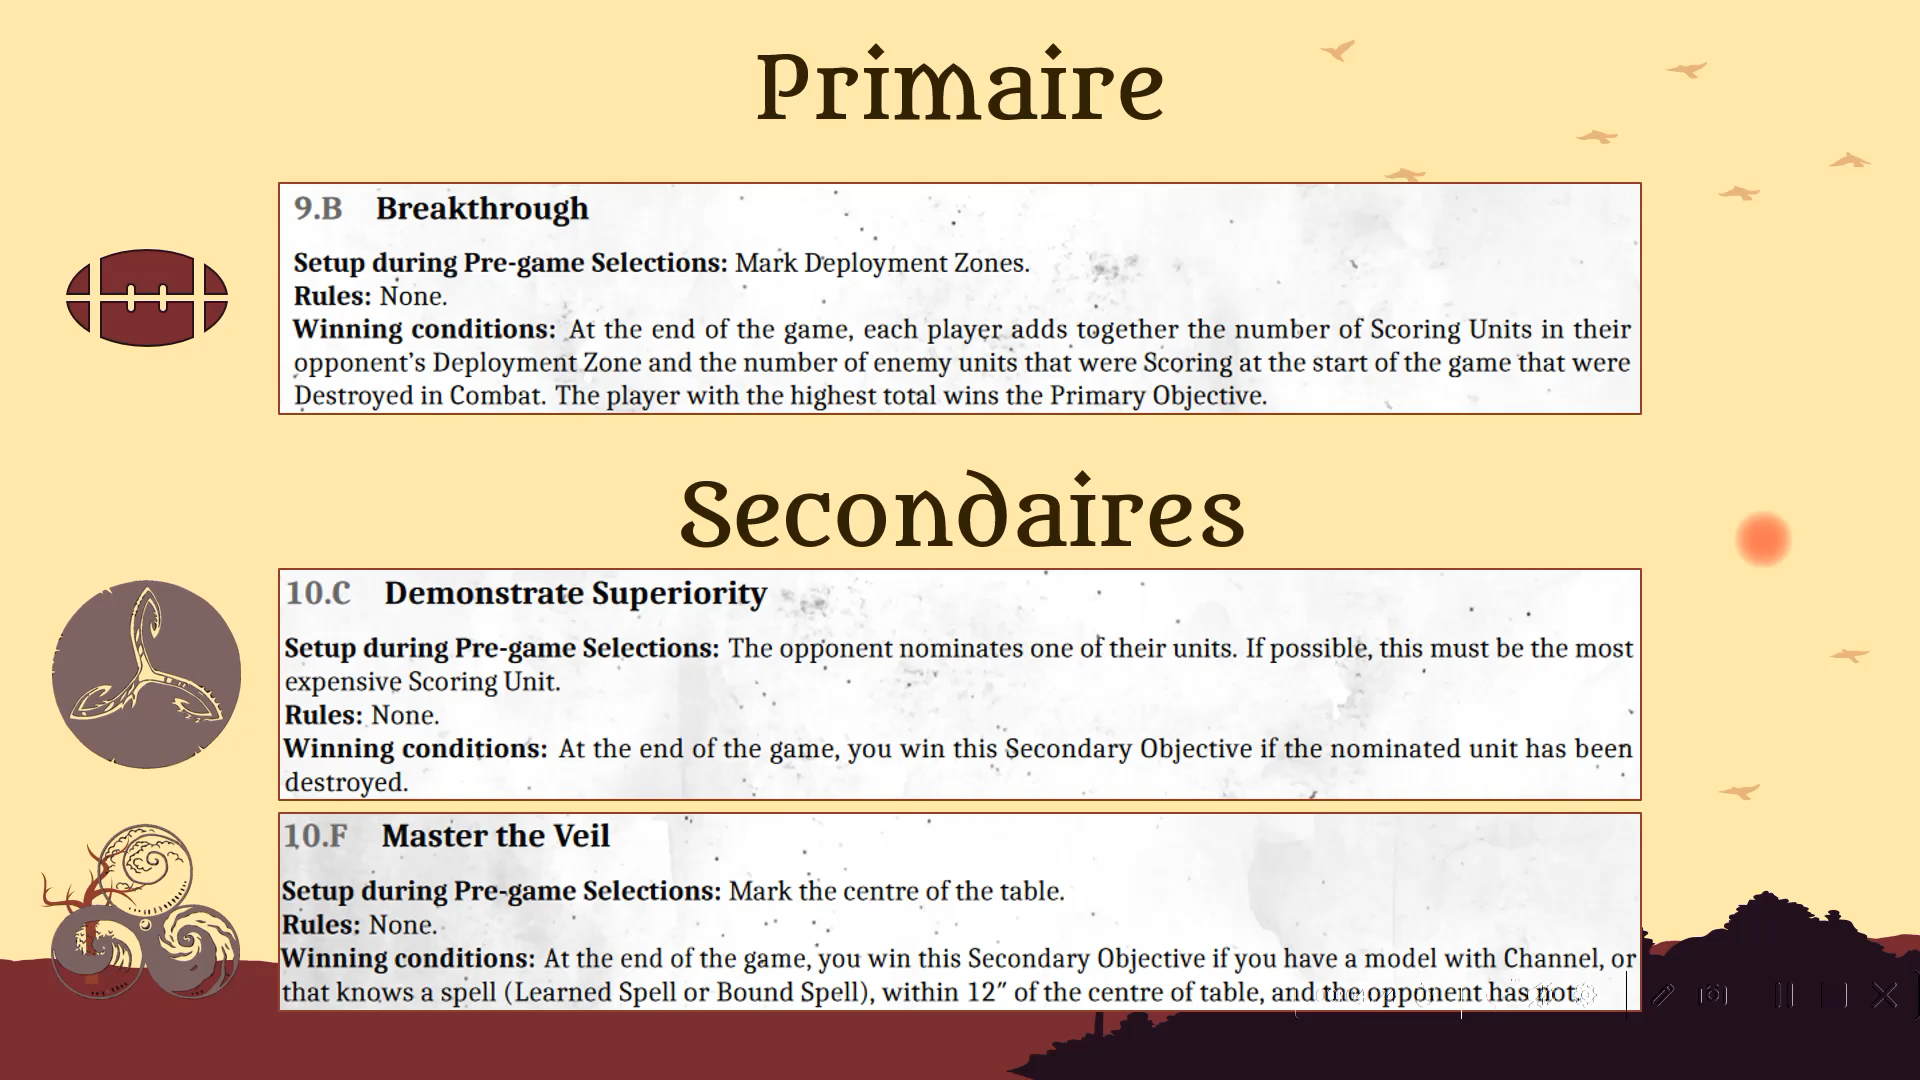 Primaire
9.B Breakthrough
Setup during Pre-game Selections: Mark Deployment Zones.
Rules: None.
Winning conditions: At the end of the game, each player adds together the number of Scoring Units in their
opponent’s Deployment Zone and the number of enemy units that were Scoring at the start of the game that were
Destroyed in Combat. The player with the highest total wins the Primary Objective.
Secondaires
10.C Demonstrate Superiority
Setup during Pre-game Selections: The opponent nominates one of their units. If possible, this must be the most
expensive Scoring Unit.
Rules: None.
Winning conditions: At the end of the game, you win this Secondary Objective if the nominated unit has been
destroyed.
10.F Master the Veil
Setup during Pre-game Selections: Mark the centre of the table.
Rules: None.
Winning conditions: At the end of the game, you win this Secondary Objective if you have a model with Channel, or
that knows a spell (Learned Spell or Bound Spell), within 12″ of the centre of table, and the opponent has not.